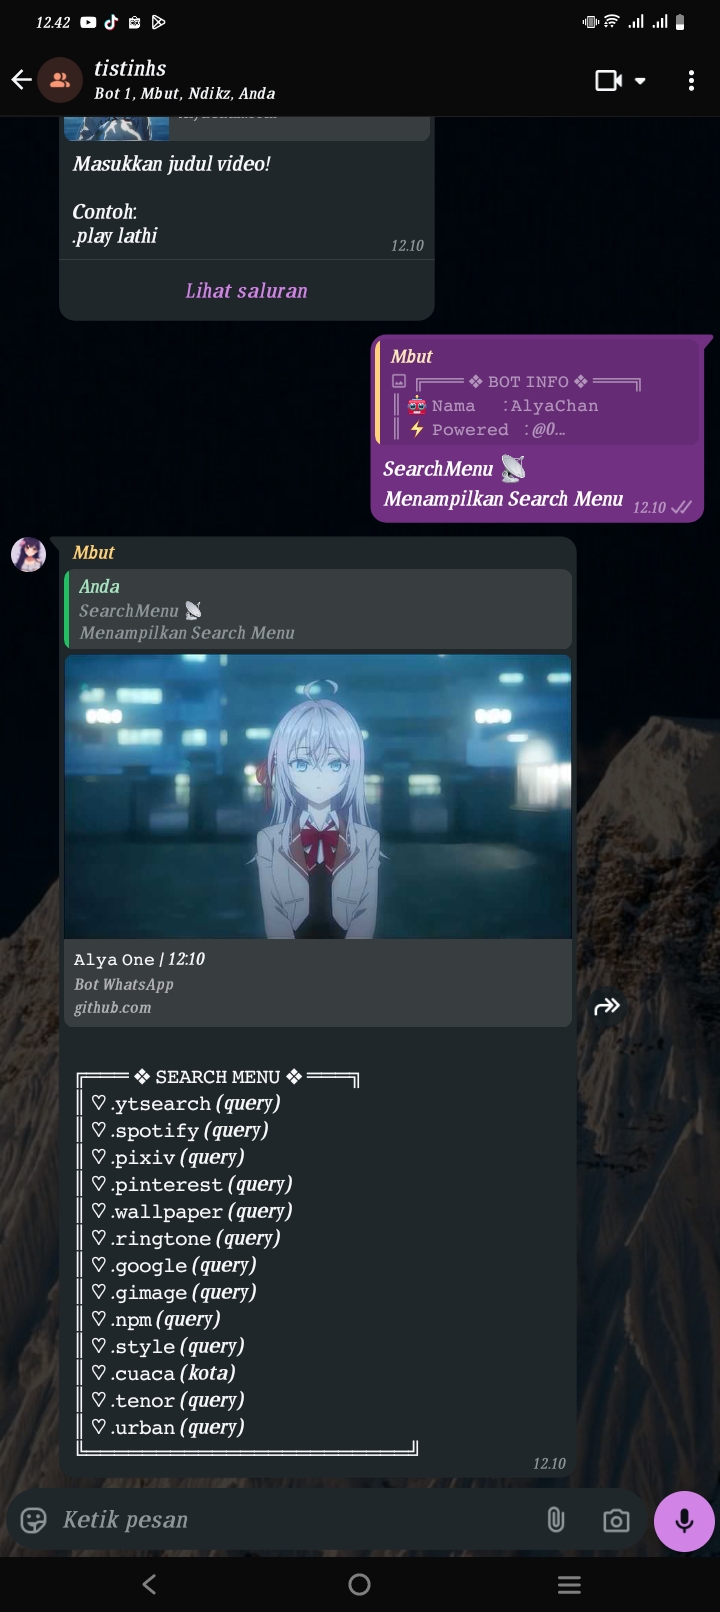 12.42
tistinhs
Bot 1, Mbut, Ndikz, Anda
Masukkan judul video!
Contoh:
.play lathi
12.10
Lihat saluran
Mbut
╔═══ ❖ BOT INFO ❖ ═══╗
║ 🤖 Nama :AlyaChan
║ ⚡ Powered :@0...
SearchMenu 📡
Menampilkan Search Menu
12.10
Mbut
Anda
SearchMenu 📡
Menampilkan Search Menu
Alya One | 12:10
Bot WhatsApp
github.com
╔═══ ❖ SEARCH MENU ❖ ═══╗
║ ♡ .ytsearch (query)
║ ♡ .spotify (query)
║ ♡ .pixiv (query)
║ ♡ .pinterest (query)
║ ♡ .wallpaper (query)
║ ♡ .ringtone (query)
║ ♡ .google (query)
║ ♡ .gimage (query)
║ ♡ .npm (query)
║ ♡ .style (query)
║ ♡ .cuaca (kota)
║ ♡ .tenor (query)
║ ♡ .urban (query)
╚════════════════════╝
12.10
Ketik pesan